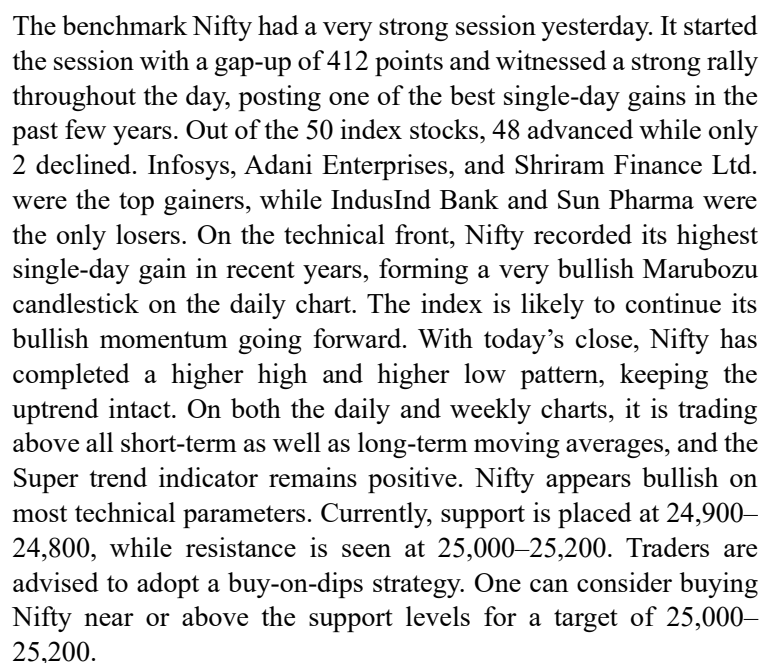 The benchmark Nifty had a very strong session yesterday. It started
the session with a gap-up of 412 points and witnessed a strong rally
throughout the day, posting one of the best single-day gains in the
past few years. Out of the 50 index stocks, 48 advanced while only
2 declined. Infosys, Adani Enterprises, and Shriram Finance Ltd.
were the top gainers, while IndusInd Bank and Sun Pharma were
the only losers. On the technical front, Nifty recorded its highest
single-day gain in recent years, forming a very bullish Marubozu
candlestick on the daily chart. The index is likely to continue its
bullish momentum going forward. With today’s close, Nifty has
completed a higher high and higher low pattern, keeping the
uptrend intact. On both the daily and weekly charts, it is trading
above all short-term as well as long-term moving averages, and the
Super trend indicator remains positive. Nifty appears bullish on
most technical parameters. Currently, support is placed at 24,900–
24,800, while resistance is seen at 25,000–25,200. Traders are
advised to adopt a buy-on-dips strategy. One can consider buying
Nifty near or above the support levels for a target of 25,000–
25,200.